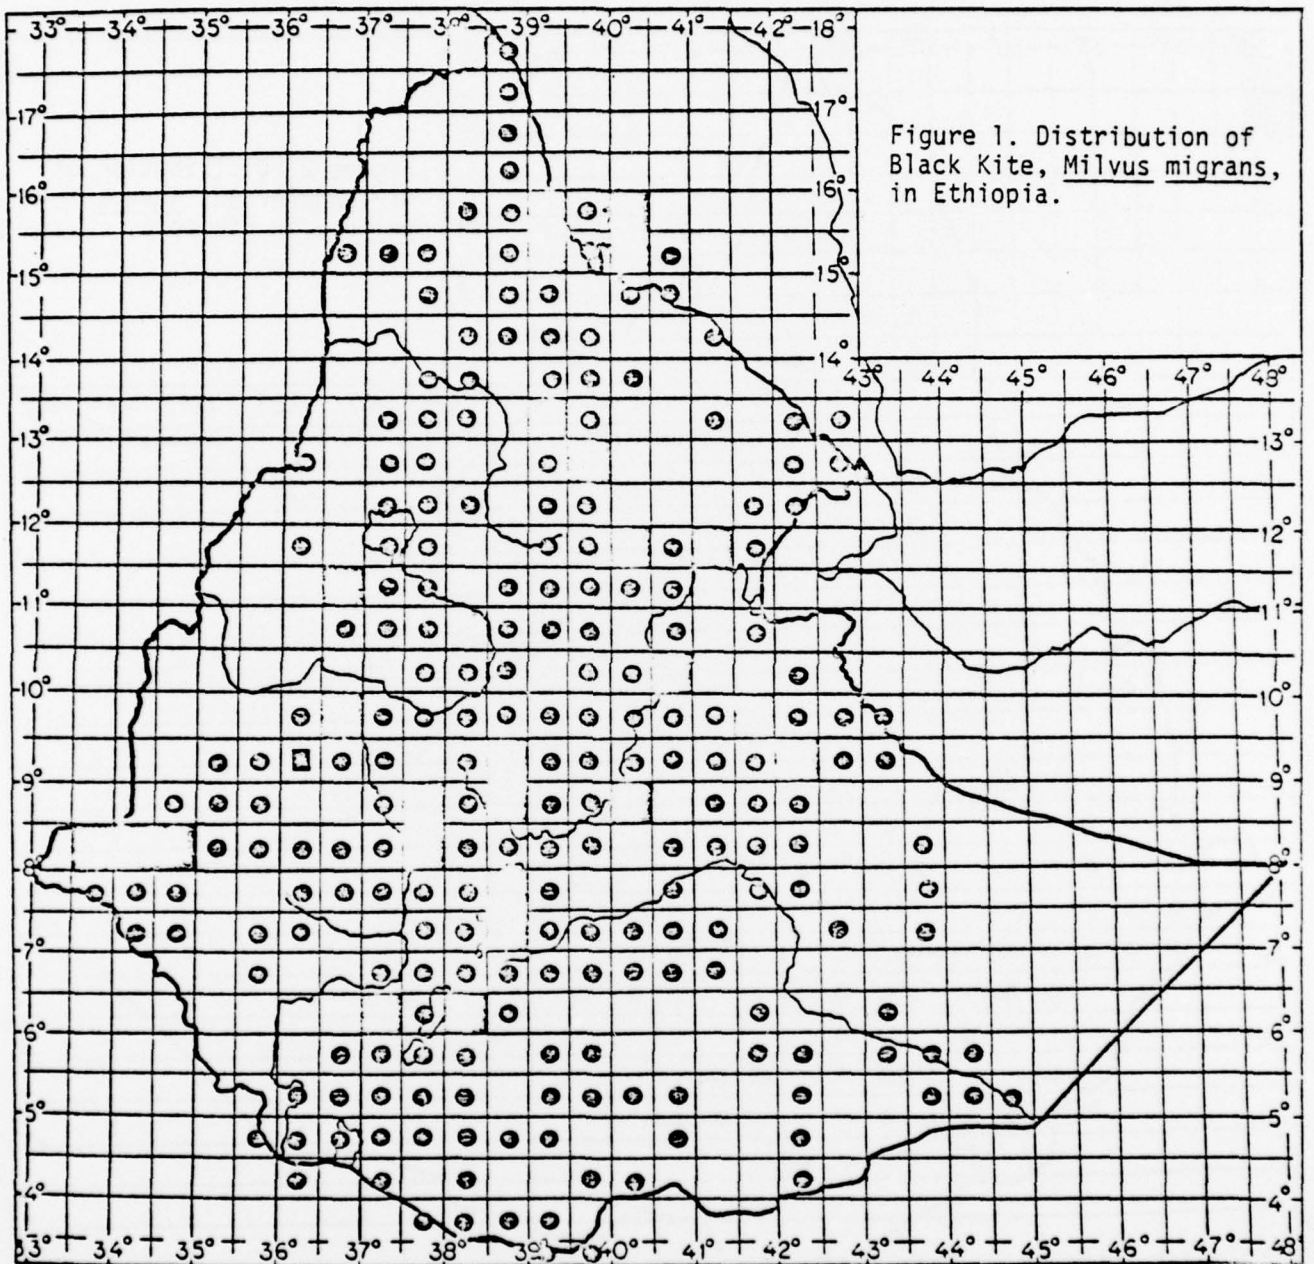 33° 34° 35° 36° 37° 38° 39° 40° 41° 42° 18°
17° 17°
Figure 1. Distribution of
Black Kite, Milvus migrans,
in Ethiopia.
16° 16°
15° 15°
14° 14°
43° 44° 45° 46° 47° 48°
13° 13°
12° 12°
11° 11°
10° 10°
9° 9°
8° 8°
7° 7°
6° 6°
5° 5°
4° 4°
33° 34° 35° 36° 37° 38° 39° 40° 41° 42° 43° 44° 45° 46° 47° 48°